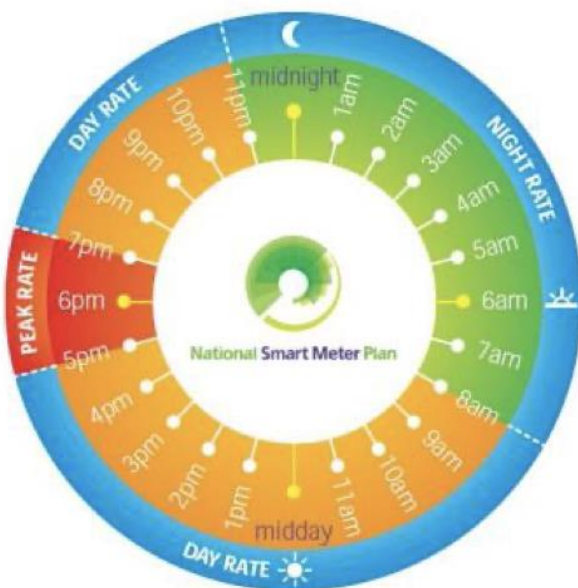 midnight
1am
2am
3am
4am
5am
6am
7am
8am
9am
10am
11am
midday
1pm
2pm
3pm
4pm
5pm
6pm
7pm
8pm
9pm
10pm
11pm
NIGHT RATE
DAY RATE
PEAK RATE
DAY RATE
National Smart Meter Plan